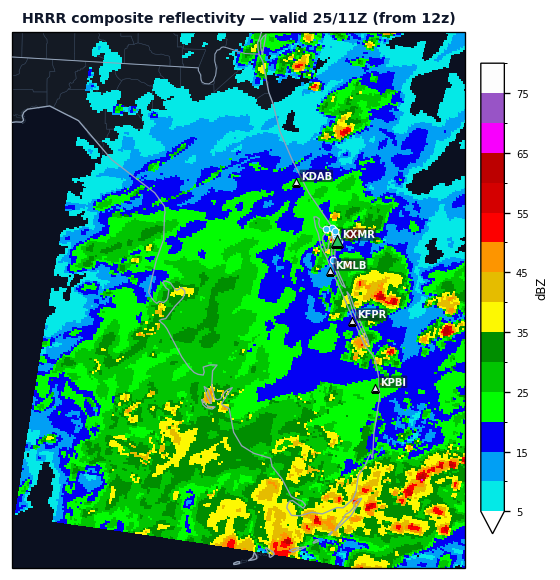 HRRR composite reflectivity — valid 25/11Z (from 12z)
KDAB
KXMR
KMLB
KFPR
KPBI
75
65
55
45
35
25
15
5
dBZ